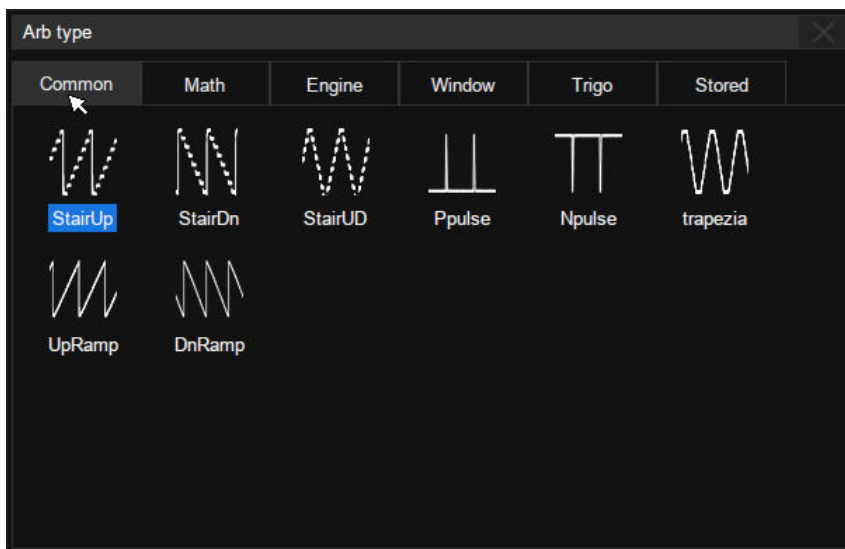 Arb type
Common Math Engine Window Trigo Stored
StairUp StairDn StairUD Ppulse Npulse trapezia
UpRamp DnRamp